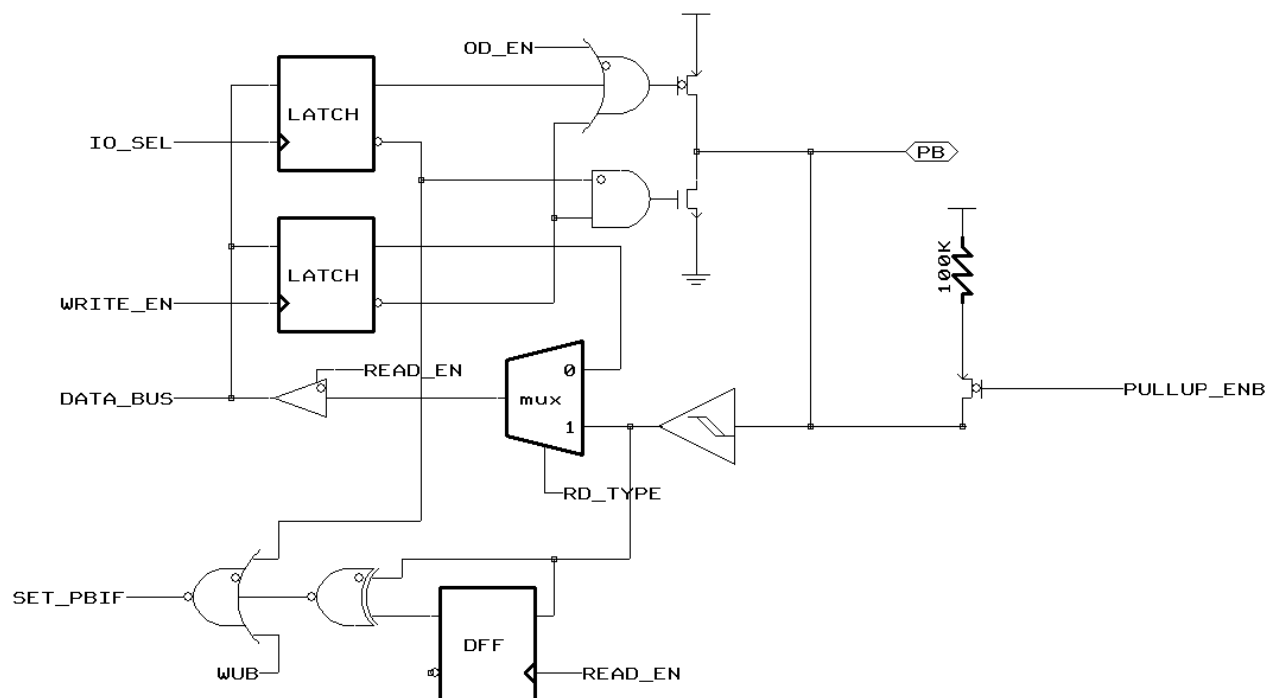 OD_EN
LATCH
IO_SEL
PB
100K
LATCH
WRITE_EN
0
READ_EN
PULLUP_ENB
DATA_BUS
mux
1
RD_TYPE
SET_PBIF
DFF
WUB
READ_EN